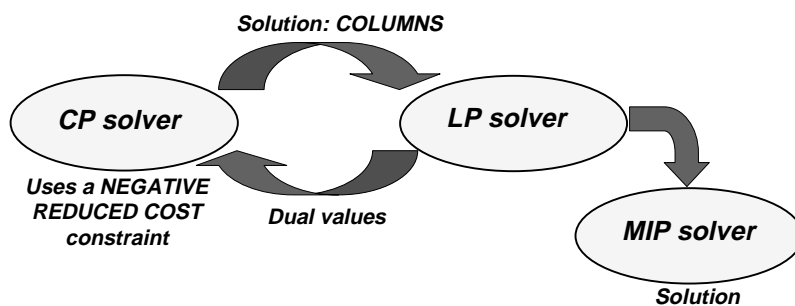 Solution: COLUMNS
CP solver
LP solver
Uses a NEGATIVE
REDUCED COST
constraint
Dual values
MIP solver
Solution